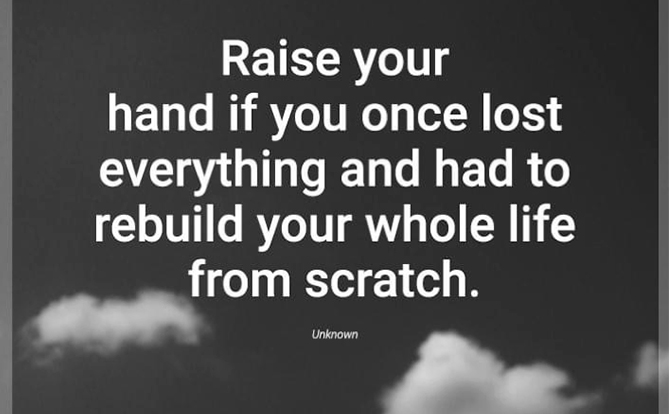 Raise your
hand if you once lost
everything and had to
rebuild your whole life
from scratch.
Unknown